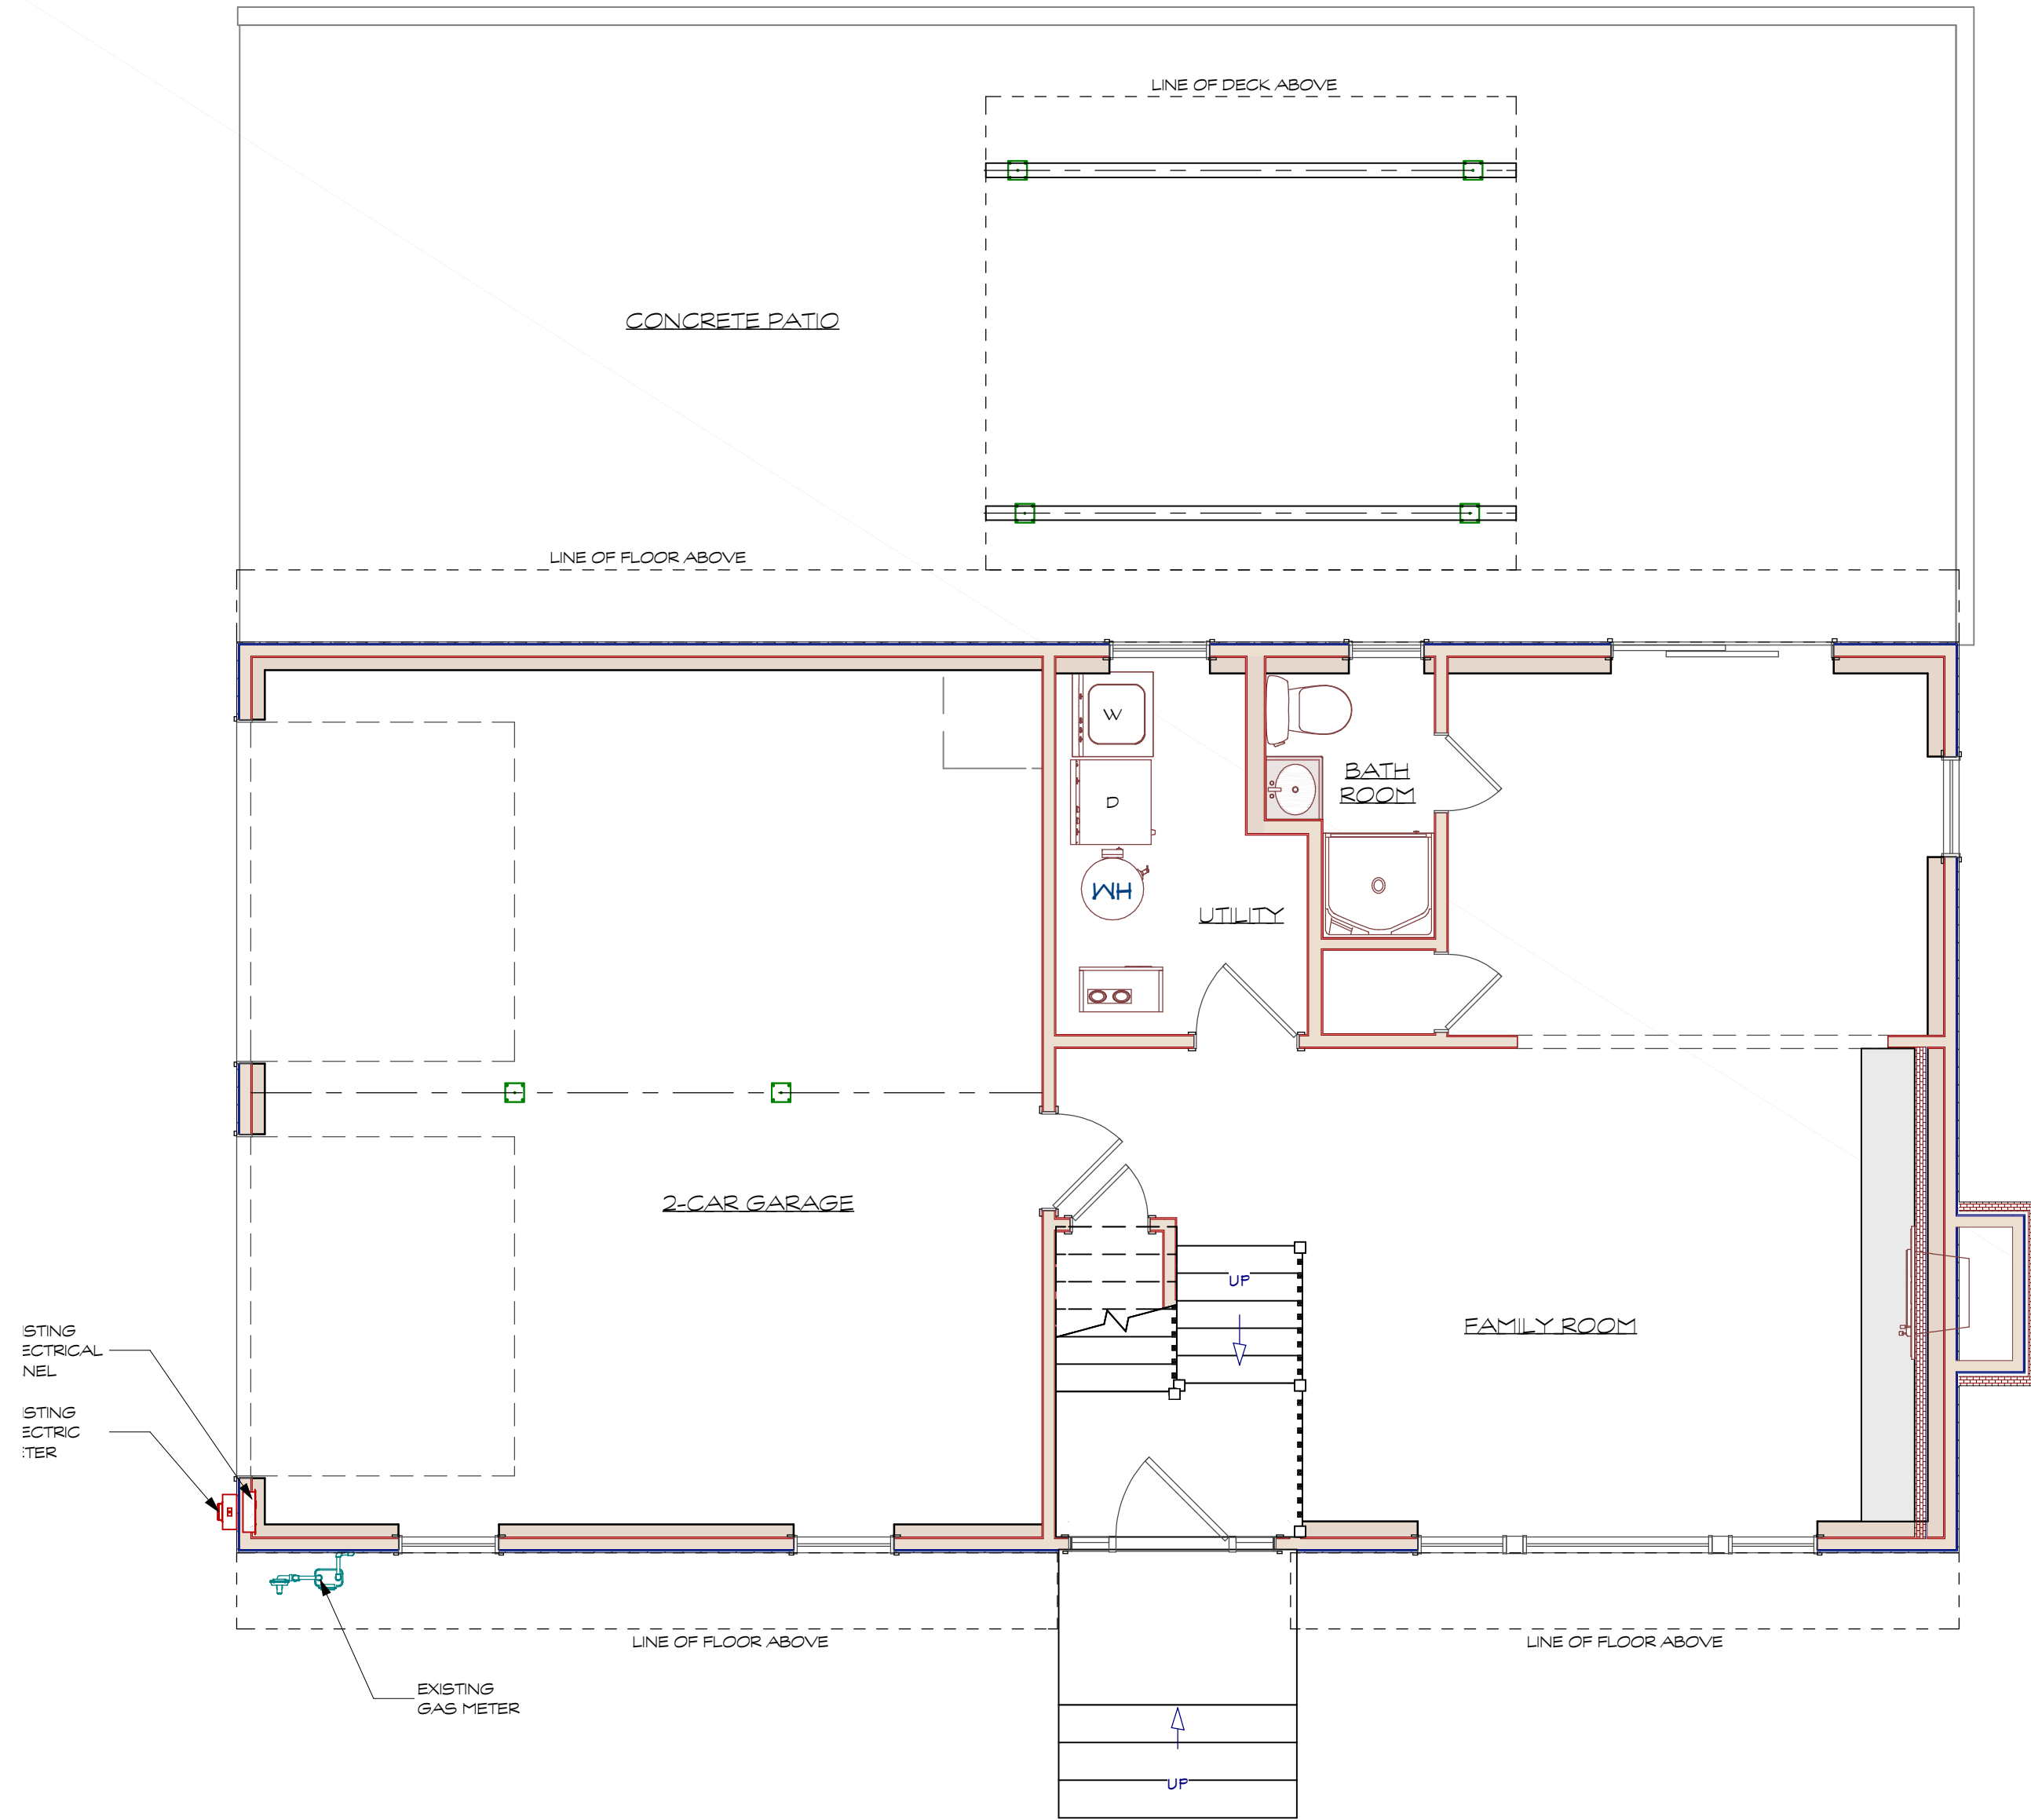 LINE OF DECK ABOVE
CONCRETE PATIO
LINE OF FLOOR ABOVE
W
BATH
ROOM
D
WH
UTILITY
2-CAR GARAGE
UP
FAMILY ROOM
ISTING
ECTRICAL
NEL
ISTING
ECTRIC
TER
LINE OF FLOOR ABOVE
LINE OF FLOOR ABOVE
EXISTING
GAS METER
UP